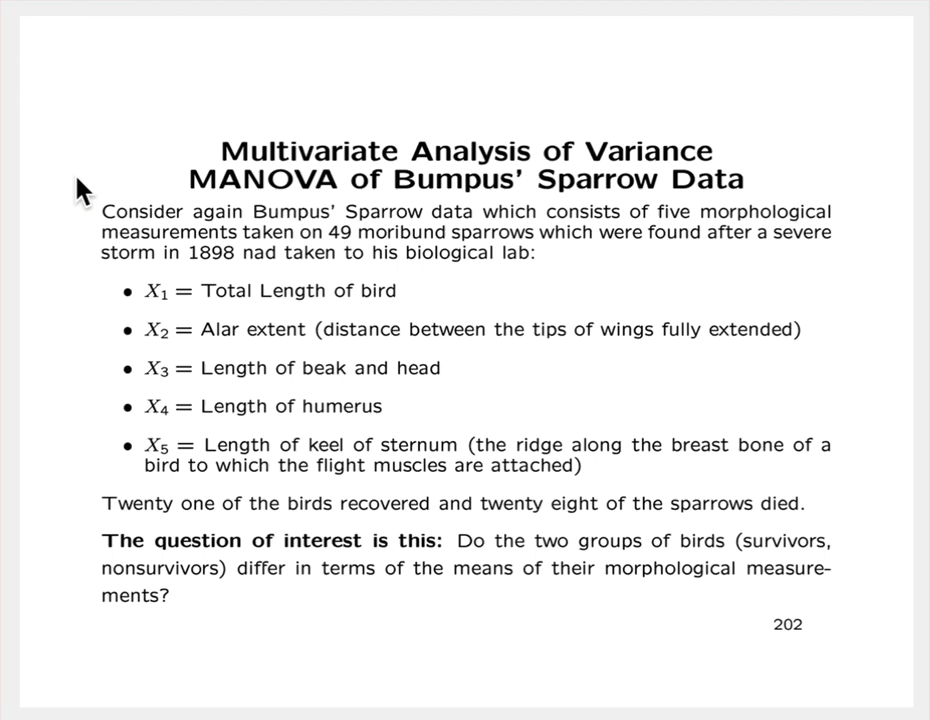 Multivariate Analysis of Variance
MANOVA of Bumpus' Sparrow Data
Consider again Bumpus' Sparrow data which consists of five morphological
measurements taken on 49 moribund sparrows which were found after a severe
storm in 1898 nad taken to his biological lab:
• X₁ = Total Length of bird
• X₂ = Alar extent (distance between the tips of wings fully extended)
• X₃ = Length of beak and head
• X₄ = Length of humerus
• X₅ = Length of keel of sternum (the ridge along the breast bone of a
bird to which the flight muscles are attached)
Twenty one of the birds recovered and twenty eight of the sparrows died.
The question of interest is this: Do the two groups of birds (survivors,
nonsurvivors) differ in terms of the means of their morphological measure-
ments?
202